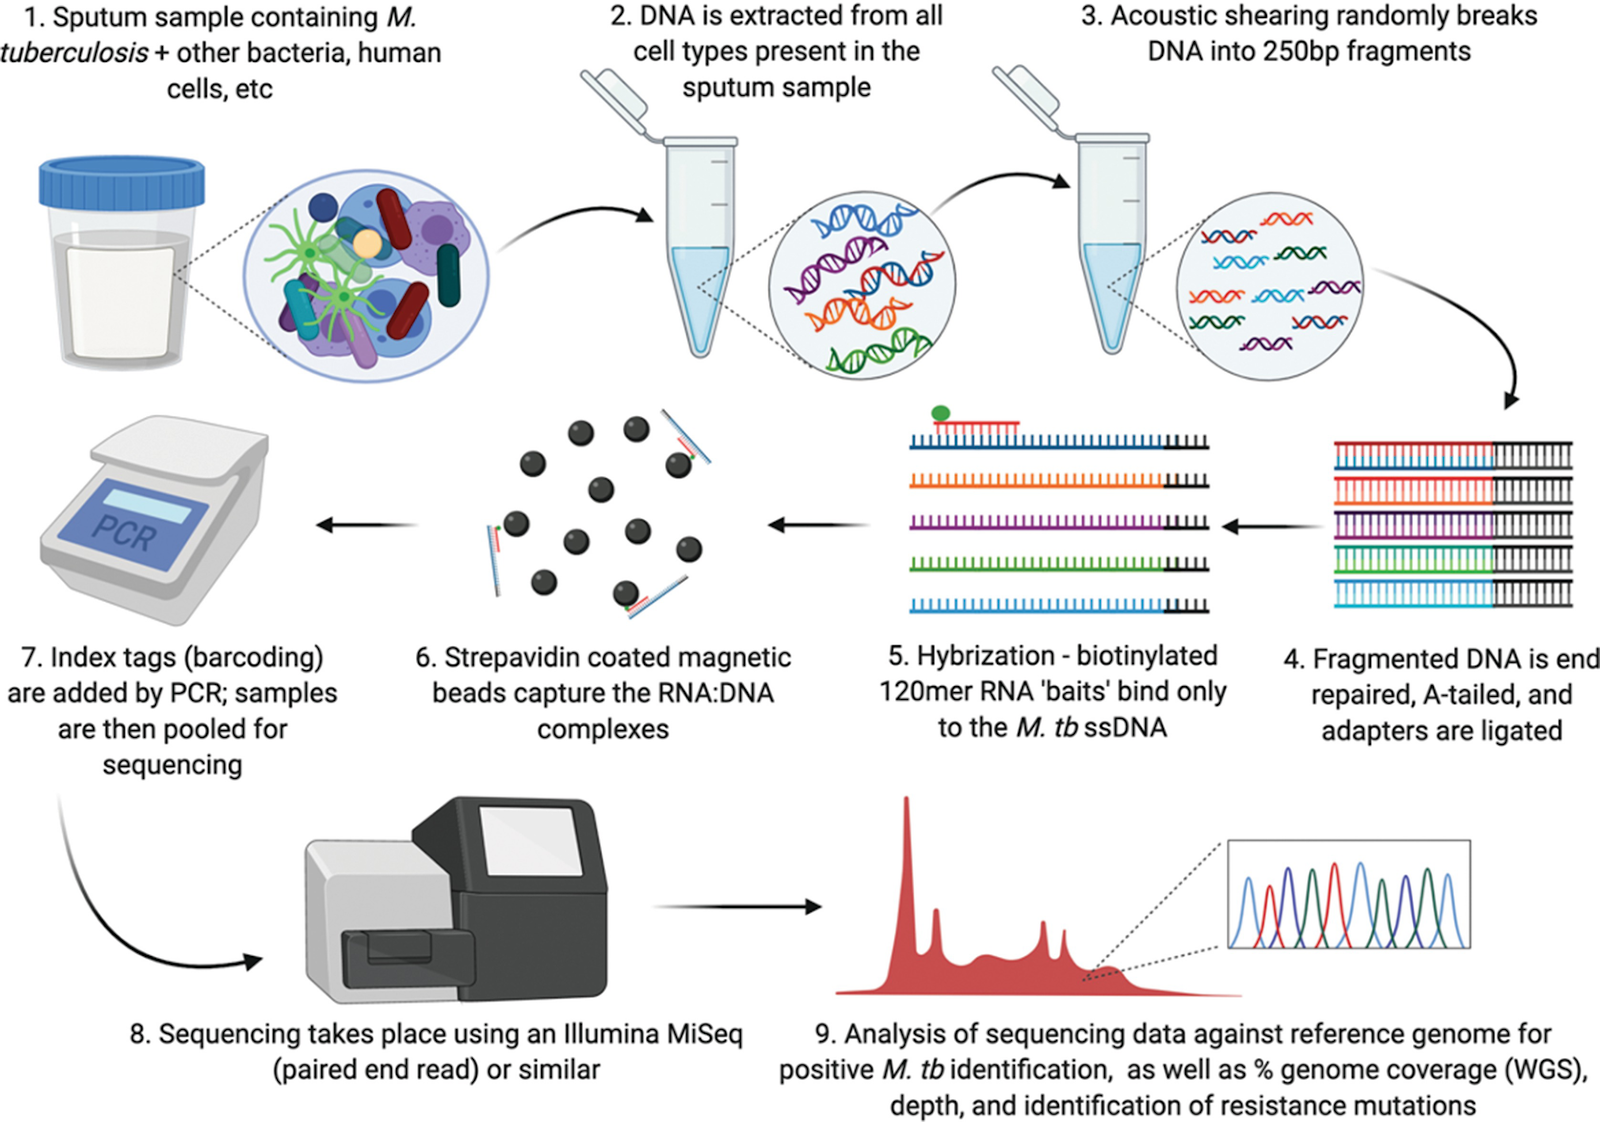 1. Sputum sample containing M.
tuberculosis + other bacteria, human
cells, etc
2. DNA is extracted from all
cell types present in the
sputum sample
3. Acoustic shearing randomly breaks
DNA into 250bp fragments
4. Fragmented DNA is end
repaired, A-tailed, and
adapters are ligated
5. Hybrization - biotinylated
120mer RNA 'baits' bind only
to the M. tb ssDNA
6. Strepavidin coated magnetic
beads capture the RNA:DNA
complexes
PCR
7. Index tags (barcoding)
are added by PCR; samples
are then pooled for
sequencing
8. Sequencing takes place using an Illumina MiSeq
(paired end read) or similar
9. Analysis of sequencing data against reference genome for
positive M. tb identification, as well as % genome coverage (WGS),
depth, and identification of resistance mutations